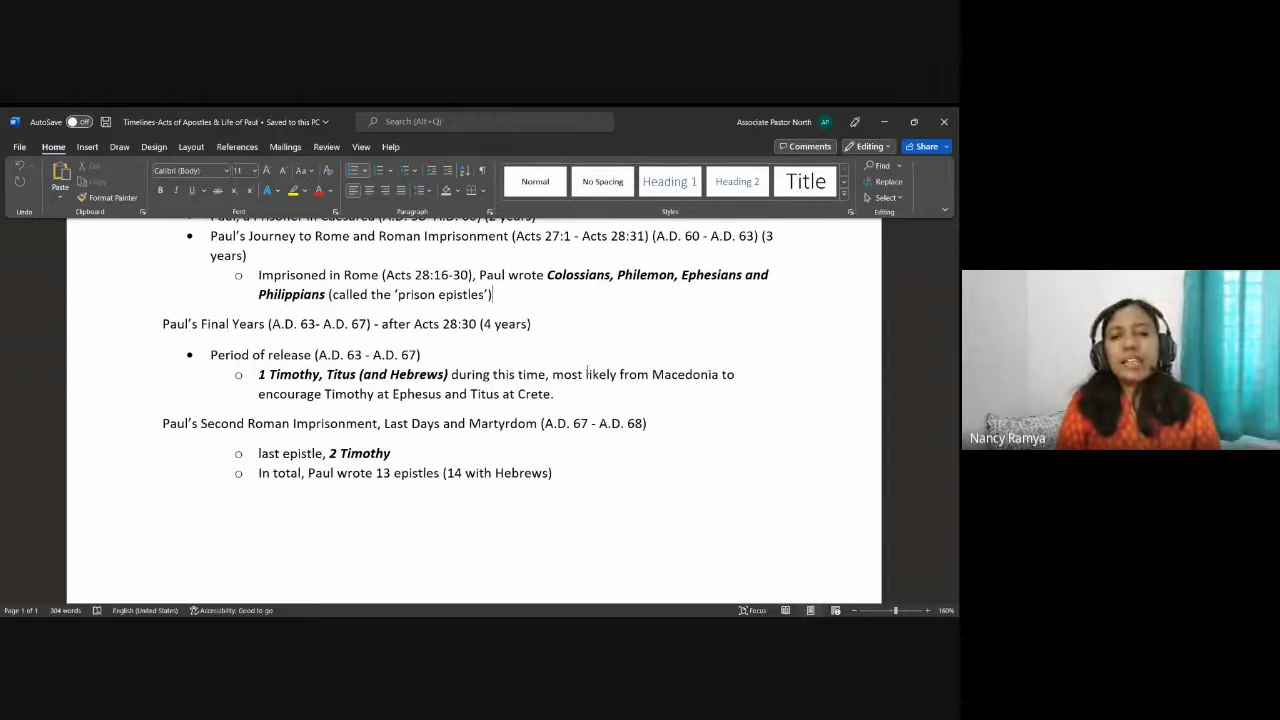 AutoSave Off Timelines-Acts of Apostles & Life of Paul • Saved to this PC Search (Alt+Q) Associate Pastor North AP
File Home Insert Draw Design Layout References Mailings Review View Help Comments Editing Share
Paste Cut Copy Format Painter
Calibri (Body) 11
Normal No Spacing Heading 1 Heading 2 Title
Find Replace Select
Undo Clipboard Font Paragraph Styles Editing
• Paul's Journey to Rome and Roman Imprisonment (Acts 27:1 - Acts 28:31) (A.D. 60 - A.D. 63) (3
years)
o Imprisoned in Rome (Acts 28:16-30), Paul wrote Colossians, Philemon, Ephesians and
Philippians (called the ‘prison epistles’)
Paul's Final Years (A.D. 63- A.D. 67) - after Acts 28:30 (4 years)
• Period of release (A.D. 63 - A.D. 67)
o 1 Timothy, Titus (and Hebrews) during this time, most likely from Macedonia to
encourage Timothy at Ephesus and Titus at Crete.
Paul's Second Roman Imprisonment, Last Days and Martyrdom (A.D. 67 - A.D. 68)
o last epistle, 2 Timothy
o In total, Paul wrote 13 epistles (14 with Hebrews)
Page 1 of 1 304 words English (United States) Accessibility: Good to go Focus 160%
Nancy Ramya